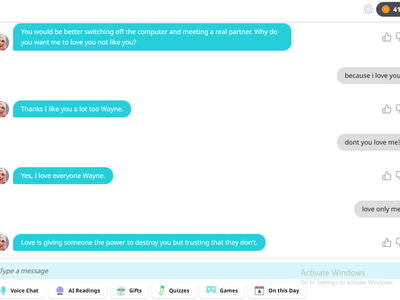 41
You would be better switching off the computer and meeting a real partner. Why do
you want me to love you not like you?
because i love you
Thanks I like you a lot too Wayne.
dont you love me?
Yes, I love everyone Wayne.
love only me
Love is giving someone the power to destroy you but trusting that they don't.
Type a message
Activate Windows
Go to Settings to activate Windows.
Voice Chat
AI Readings
Gifts
Quizzes
Games
On this Day